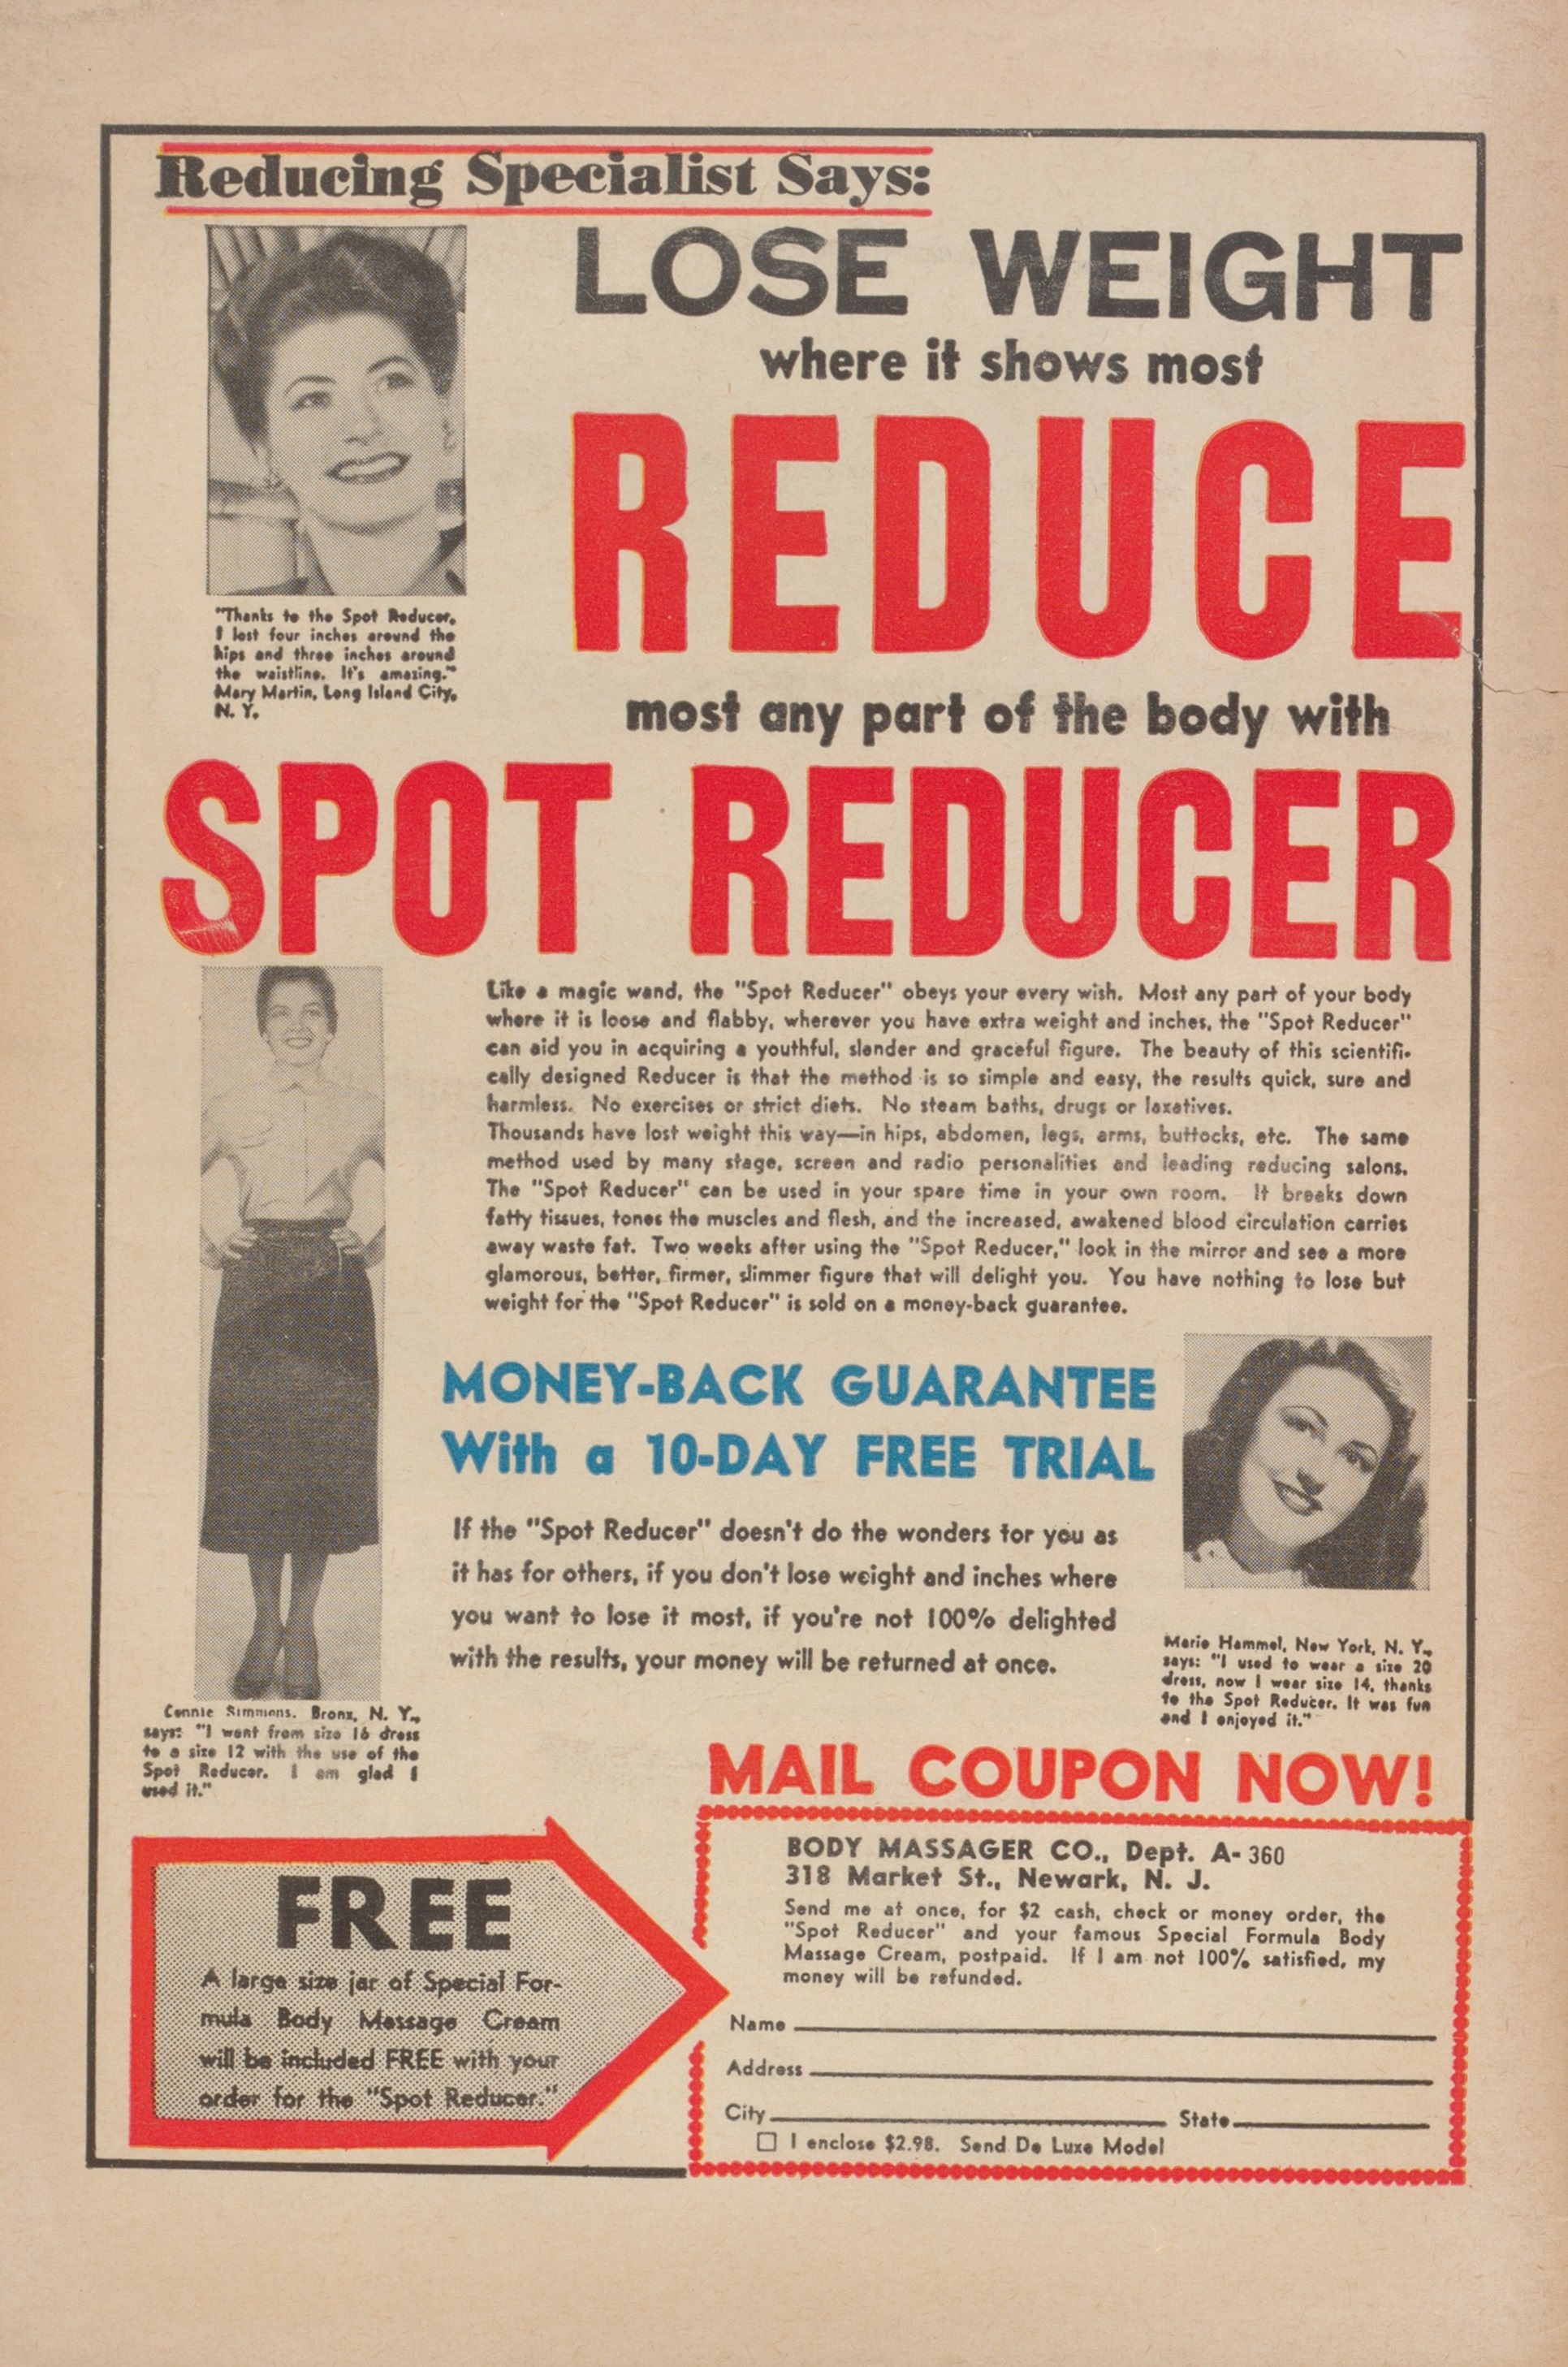 Reducing Specialist Says:
LOSE WEIGHT
where it shows most
REDUCE
most any part of the body with
SPOT REDUCER
"Thanks to the Spot Reducer,
I lost four inches around the
hips and three inches around
the waistline. It's amazing."
Mary Martin, Long Island City,
N. Y.
Like a magic wand, the "Spot Reducer" obeys your every wish. Most any part of your body
where it is loose and flabby, wherever you have extra weight and inches, the "Spot Reducer"
can aid you in acquiring a youthful, slender and graceful figure. The beauty of this scientifi-
cally designed Reducer is that the method is so simple and easy, the results quick, sure and
harmless. No exercises or strict diets. No steam baths, drugs or laxatives.
Thousands have lost weight this way—in hips, abdomen, legs, arms, buttocks, etc. The same
method used by many stage, screen and radio personalities and leading reducing salons.
The "Spot Reducer" can be used in your spare time in your own room. It breaks down
fatty tissues, tones the muscles and flesh, and the increased, awakened blood circulation carries
away waste fat. Two weeks after using the "Spot Reducer," look in the mirror and see a more
glamorous, better, firmer, slimmer figure that will delight you. You have nothing to lose but
weight for the "Spot Reducer" is sold on a money-back guarantee.
MONEY-BACK GUARANTEE
With a 10-DAY FREE TRIAL
If the "Spot Reducer" doesn't do the wonders for you as
it has for others, if you don't lose weight and inches where
you want to lose it most, if you're not 100% delighted
with the results, your money will be returned at once.
Marie Hammel, New York, N. Y.,
says: "I used to wear a size 20
dress, now I wear size 14, thanks
to the Spot Reducer. It was fun
and I enjoyed it."
Connie Simmons, Bronx, N. Y.,
says: "I went from size 16 dress
to a size 12 with the use of the
Spot Reducer. I am glad I
used it."
MAIL COUPON NOW!
FREE
A large size jar of Special For-
mula Body Massage Cream
will be included FREE with your
order for the "Spot Reducer."
BODY MASSAGER CO., Dept. A-360
318 Market St., Newark, N. J.
Send me at once, for $2 cash, check or money order, the
"Spot Reducer" and your famous Special Formula Body
Massage Cream, postpaid. If I am not 100% satisfied, my
money will be refunded.
Name
Address
City State
I enclose $2.98. Send De Luxe Model